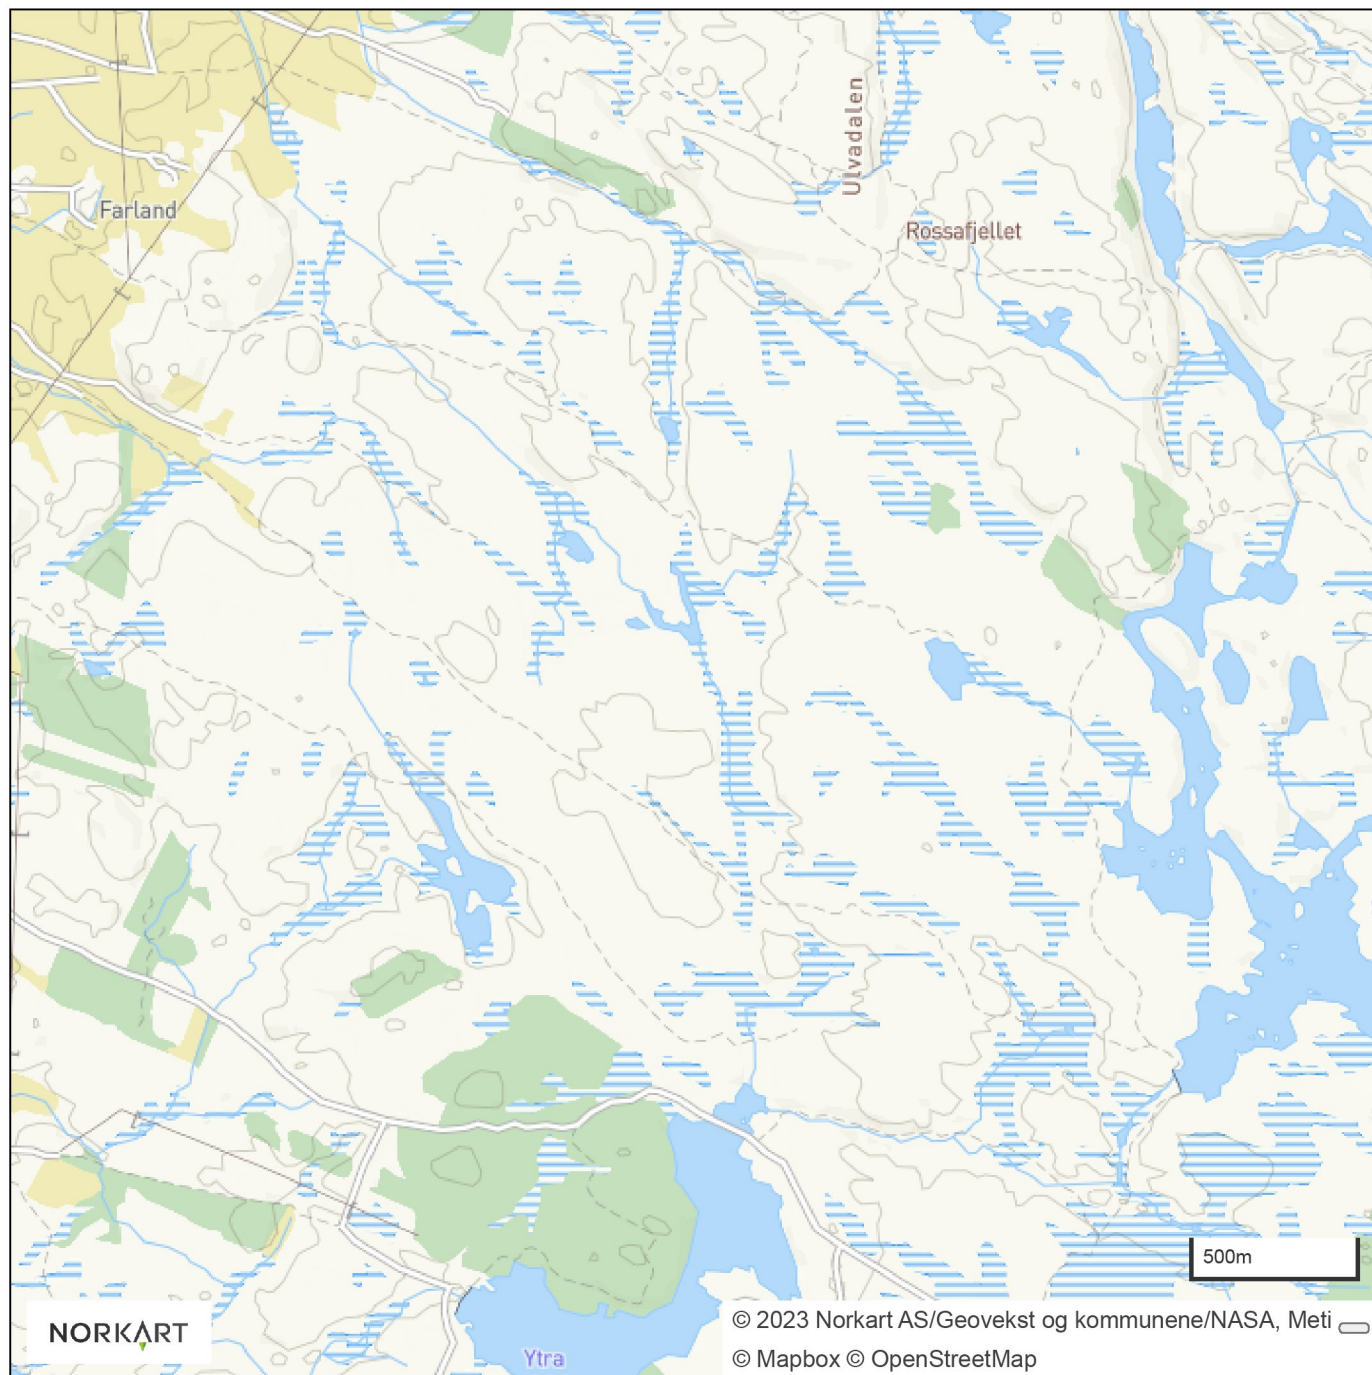 Ulvadalen
Farland
Rossafjellet
500m
NORKART
© 2023 Norkart AS/Geovekst og kommunene/NASA, Meti
Ytra
© Mapbox © OpenStreetMap